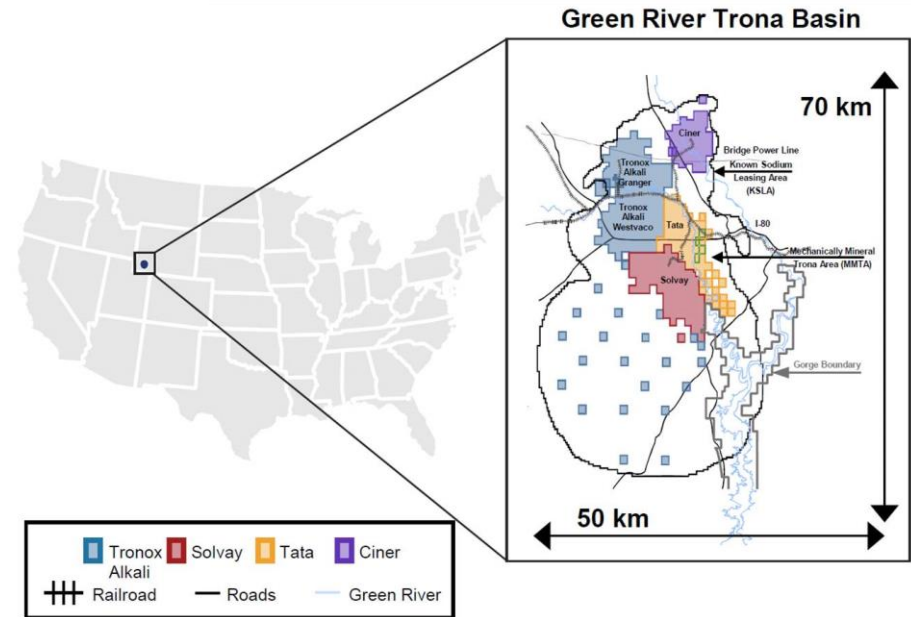 Green River Trona Basin
70 km
Ciner
Bridge Power Line
Known Sodium
Leasing Area
(KSLA)
Tronox
Alkali
Granger
Tronox
Alkali
Westvaco
Tata
I-80
Mechanically Mineral
Trona Area (MMTA)
Solvay
Gorge Boundary
50 km
Tronox
Alkali
Solvay
Tata
Ciner
Railroad
Roads
Green River